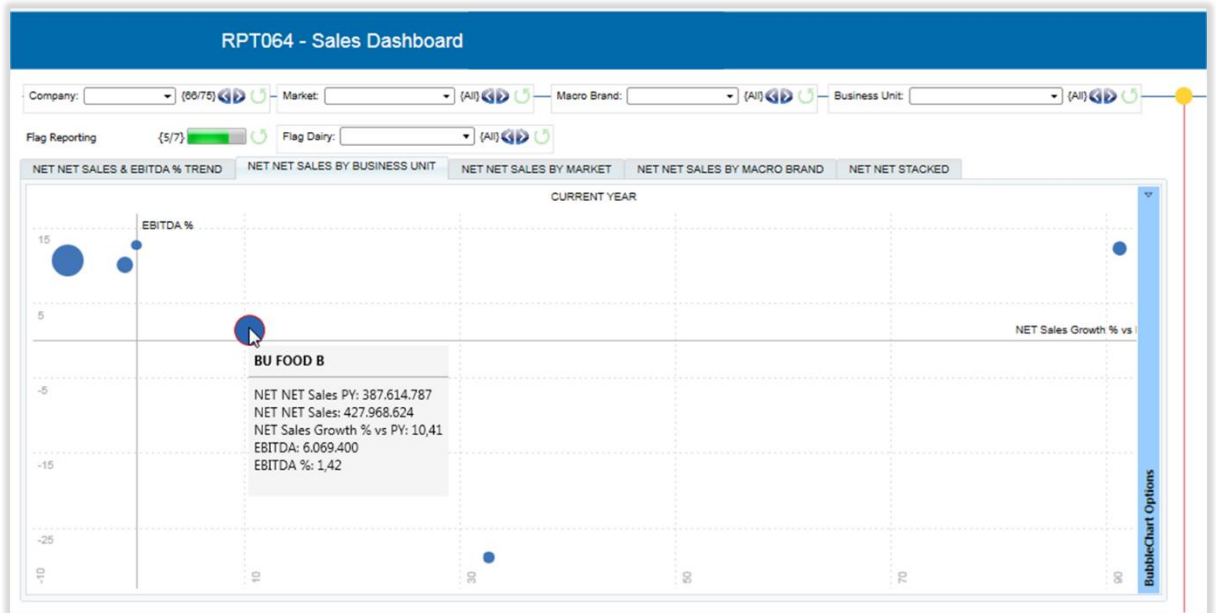 RPT064 - Sales Dashboard
Company: {66/75} Market: {All} Macro Brand: {All} Business Unit: {All}
Flag Reporting {5/7} Flag Dairy: {All}
NET NET SALES & EBITDA % TREND NET NET SALES BY BUSINESS UNIT NET NET SALES BY MARKET NET NET SALES BY MACRO BRAND NET NET STACKED
CURRENT YEAR
EBITDA %
15
5
NET Sales Growth % vs
BU FOOD B
NET NET Sales PY: 387.614.787
NET NET Sales: 427.968.624
NET Sales Growth % vs PY: 10,41
EBITDA: 6.069.400
EBITDA %: 1,42
-5
-15
-25
-10 10 30 50 70 90
BubbleChart Options